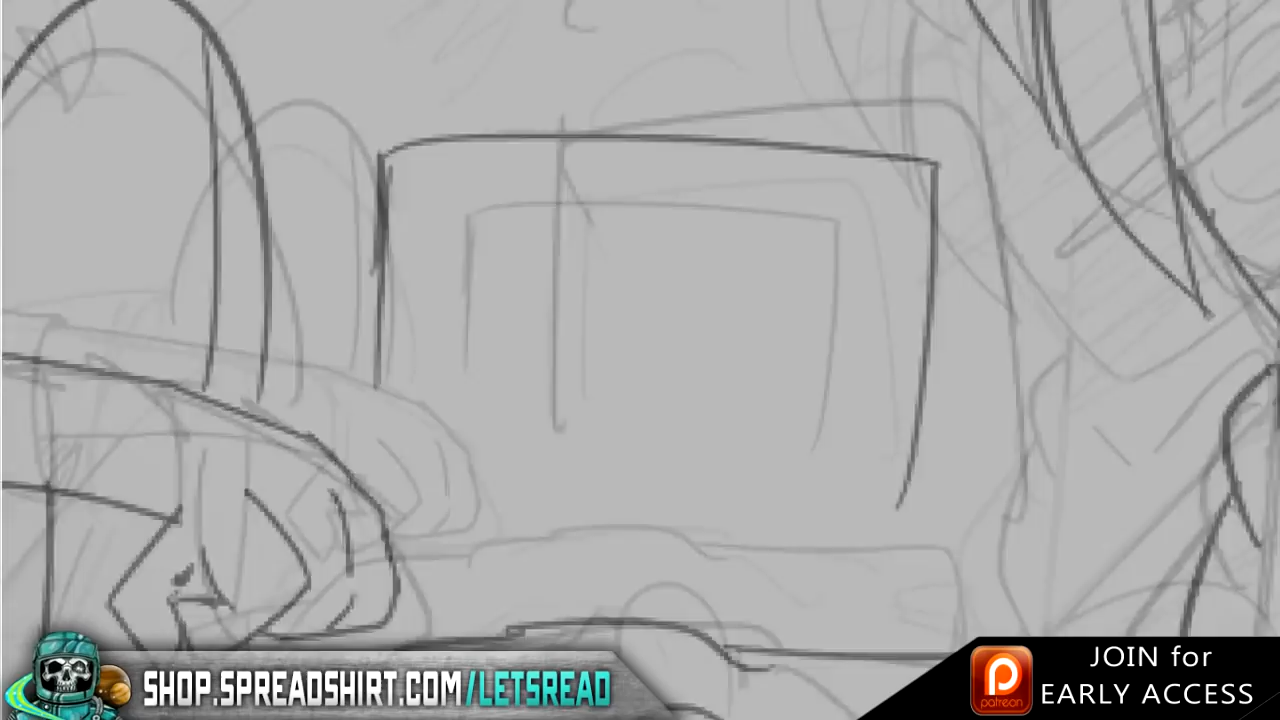 SHOP.SPREADSHIRT.COM/LETSREAD
JOIN for
EARLY ACCESS
patreon